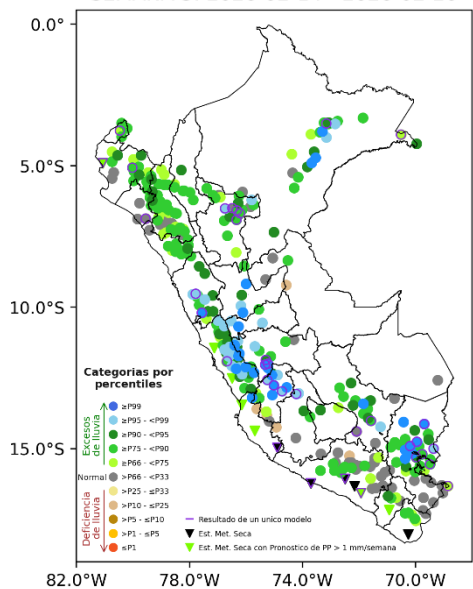 0.0°
5.0°S
10.0°S
15.0°S
82.0°W
78.0°W
74.0°W
70.0°W
Categorias por
percentiles
Excesos
de lluvia
Normal
Deficiencia
de lluvia
≥P99
≥P95 - <P99
≥P90 - <P95
≥P75 - <P90
≥P66 - <P75
>P66 - <P33
>P25 - ≤P33
>P10 - ≤P25
>P5 - ≤P10
>P1 - ≤P5
≤P1
Resultado de un unico modelo
Est. Met. Seca
Est. Met. Seca con Pronostico de PP > 1 mm/semana